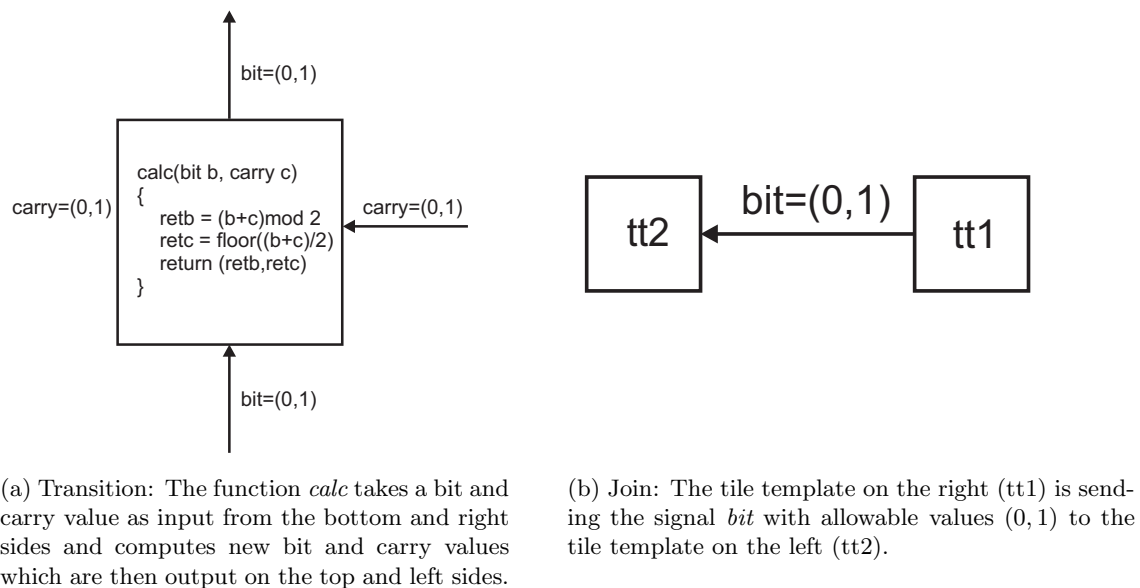 bit=(0,1)
calc(bit b, carry c)
{
retb = (b+c)mod 2
retc = floor((b+c)/2)
return (retb,retc)
}
carry=(0,1)
carry=(0,1)
bit=(0,1)
(a) Transition: The function calc takes a bit and
carry value as input from the bottom and right
sides and computes new bit and carry values
which are then output on the top and left sides.
bit=(0,1)
tt2
tt1
(b) Join: The tile template on the right (tt1) is send-
ing the signal bit with allowable values (0, 1) to the
tile template on the left (tt2).